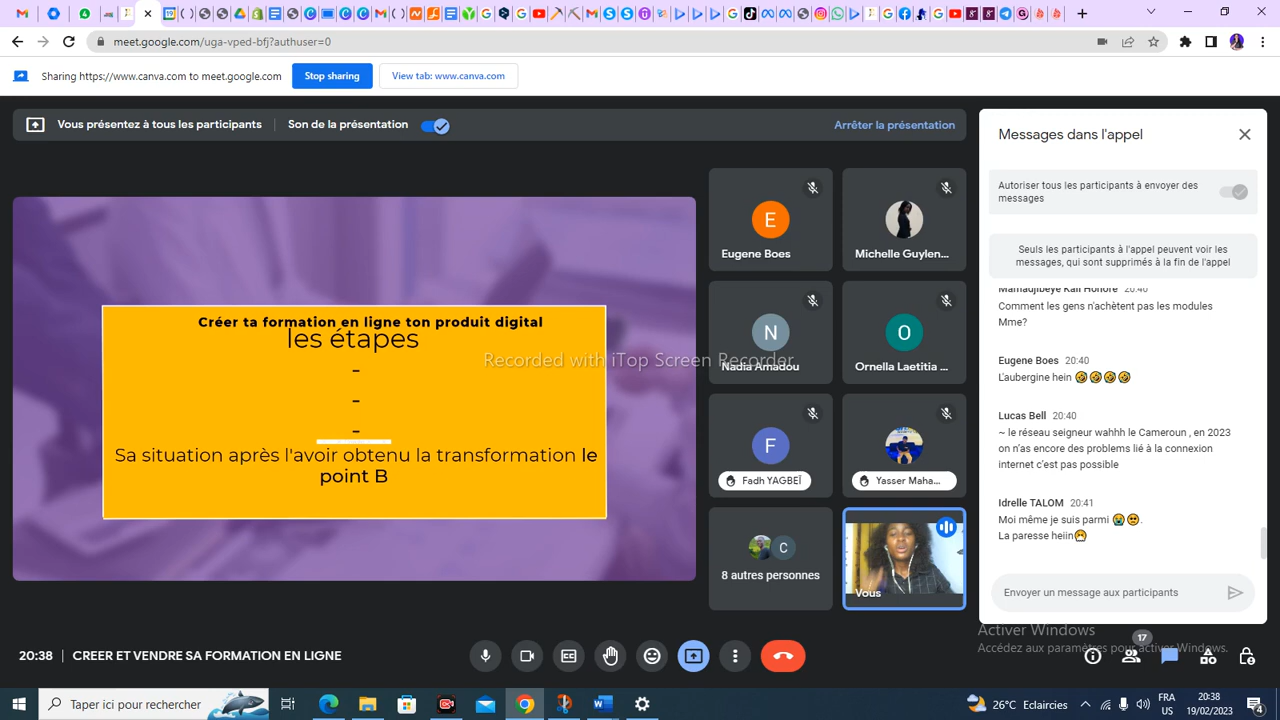 meet.google.com/uga-vped-bfj?authuser=0
Sharing https://www.canva.com to meet.google.com
Stop sharing
View tab: www.canva.com
Vous présentez à tous les participants
Son de la présentation
Arrêter la présentation
Créer ta formation en ligne ton produit digital
les étapes
-
-
-
Sa situation après l'avoir obtenu la transformation le
point B
Recorded with iTop Screen Recorder
E
Eugene Boes
Michelle Guylen...
N
Nadia Amadou
O
Ornella Laetitia ...
F
Fadh YAGBEÏ
Yasser Maha...
C
8 autres personnes
Vous
Messages dans l'appel
Autoriser tous les participants à envoyer des
messages
Seuls les participants à l'appel peuvent voir les
messages, qui sont supprimés à la fin de l'appel
Mamadjibeye Kali Honoré 20:40
Comment les gens n'achètent pas les modules
Mme?
Eugene Boes 20:40
L'aubergine hein 🤣🤣🤣🤣
Lucas Bell 20:40
~ le réseau seigneur wahhh le Cameroun , en 2023
on n'as encore des problems lié à la connexion
internet c'est pas possible
Idrelle TALOM 20:41
Moi même je suis parmi
La paresse heiin
Envoyer un message aux participants
Activer Windows
Accédez aux paramètres pour activer Windows.
20:38 | CREER ET VENDRE SA FORMATION EN LIGNE
17
Taper ici pour rechercher
26°C Eclaircies
FRA
US
20:38
19/02/2023
4